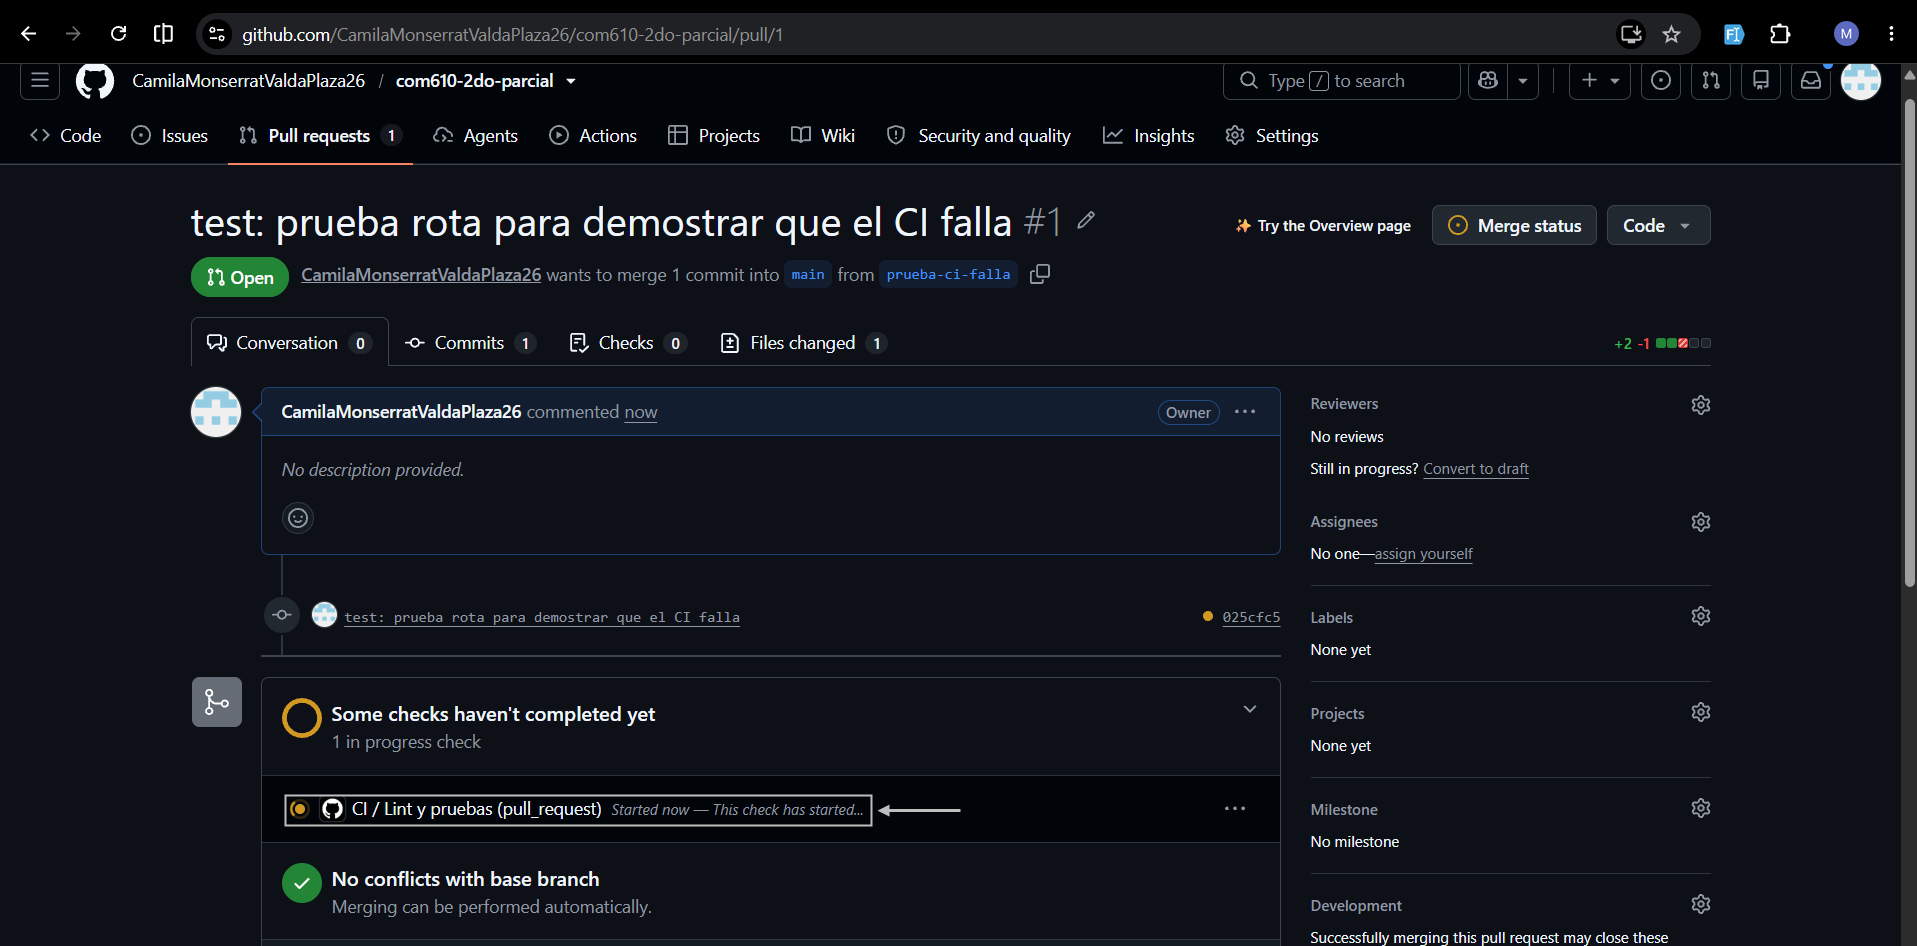 github.com/CamilaMonserratValdaPlaza26/com610-2do-parcial/pull/1
M
CamilaMonserratValdaPlaza26 / com610-2do-parcial
Type / to search
Code
Issues
Pull requests 1
Agents
Actions
Projects
Wiki
Security and quality
Insights
Settings
test: prueba rota para demostrar que el CI falla #1
Try the Overview page
Merge status
Code
Open
CamilaMonserratValdaPlaza26 wants to merge 1 commit into main from prueba-ci-falla
Conversation 0
Commits 1
Checks 0
Files changed 1
+2 -1
CamilaMonserratValdaPlaza26 commented now
Owner
No description provided.
test: prueba rota para demostrar que el CI falla
025cfc5
Some checks haven't completed yet
1 in progress check
CI / Lint y pruebas (pull_request) Started now — This check has started...
No conflicts with base branch
Merging can be performed automatically.
Reviewers
No reviews
Still in progress? Convert to draft
Assignees
No one—assign yourself
Labels
None yet
Projects
None yet
Milestone
No milestone
Development
Successfully merging this pull request may close these